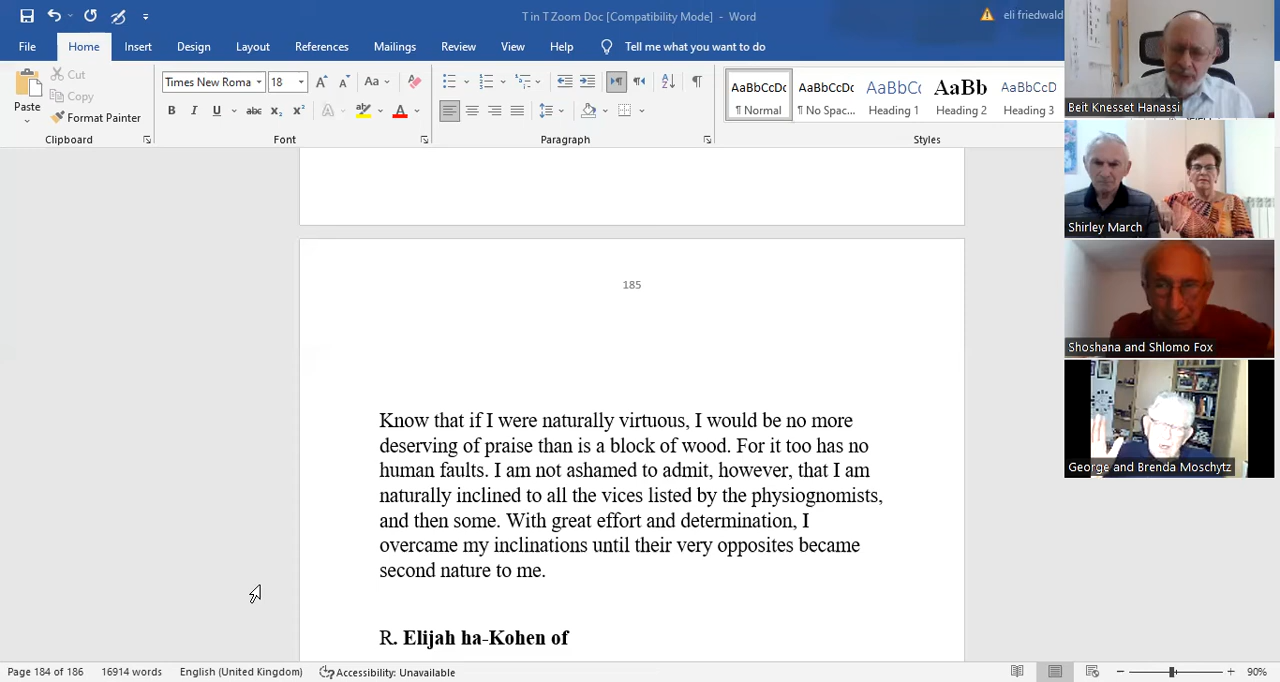 T in T Zoom Doc [Compatibility Mode] - Word
eli friedwald
File Home Insert Design Layout References Mailings Review View Help Tell me what you want to do
Paste
Cut
Copy
Format Painter
Clipboard
Times New Roma 18
Aa
B I U abc x₂ x² A A
Font
Paragraph
AaBbCcDc AaBbCcDc AaBbCc AaBb AaBbCcD
¶ Normal ¶ No Spac... Heading 1 Heading 2 Heading 3
Styles
Beit Knesset Hanassi
Shirley March
Shoshana and Shlomo Fox
George and Brenda Moschytz
185
Know that if I were naturally virtuous, I would be no more
deserving of praise than is a block of wood. For it too has no
human faults. I am not ashamed to admit, however, that I am
naturally inclined to all the vices listed by the physiognomists,
and then some. With great effort and determination, I
overcame my inclinations until their very opposites became
second nature to me.
R. Elijah ha-Kohen of
Page 184 of 186 16914 words English (United Kingdom) Accessibility: Unavailable 90%